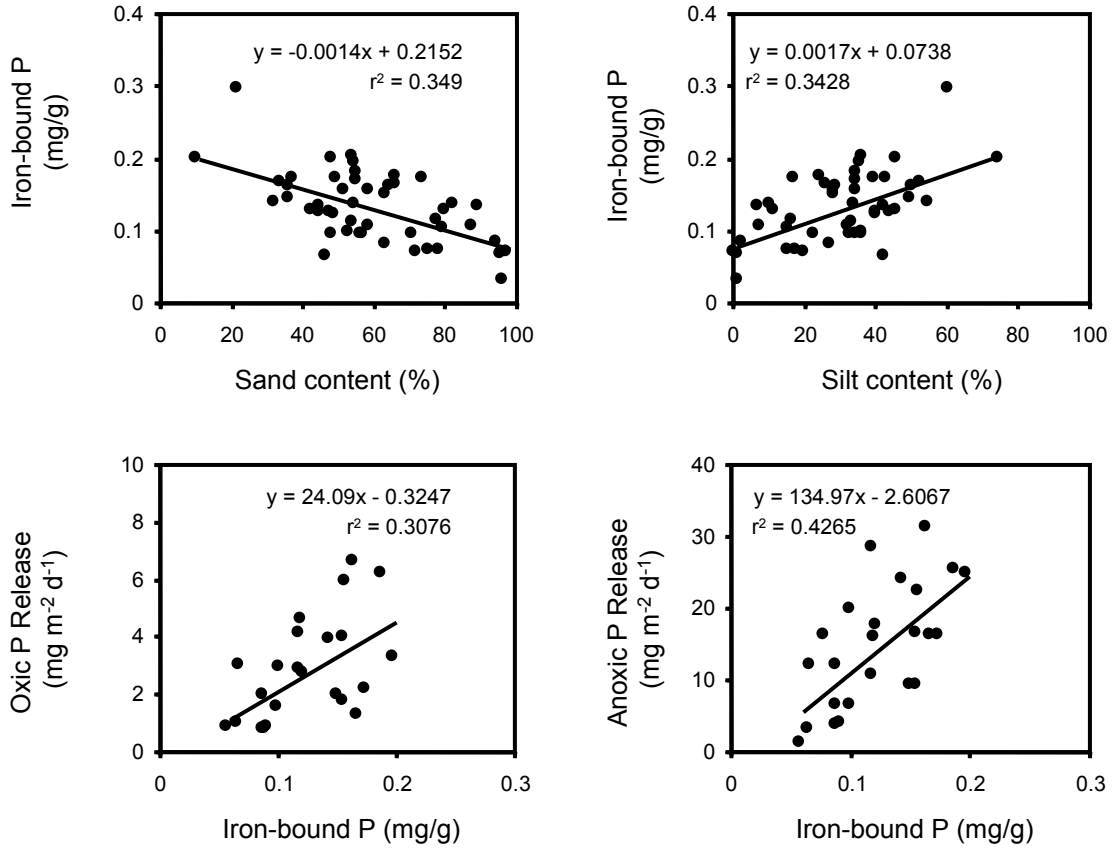 0.4
0.3
0.2
0.1
0
Iron-bound P
(mg/g)
y = -0.0014x + 0.2152
r² = 0.349
0 20 40 60 80 100
Sand content (%)
0.4
0.3
0.2
0.1
0
Iron-bound P
(mg/g)
y = 0.0017x + 0.0738
r² = 0.3428
0 20 40 60 80 100
Silt content (%)
10
8
6
4
2
0
Oxic P Release
(mg m⁻² d⁻¹)
y = 24.09x - 0.3247
r² = 0.3076
0 0.1 0.2 0.3
Iron-bound P (mg/g)
40
30
20
10
0
Anoxic P Release
(mg m⁻² d⁻¹)
y = 134.97x - 2.6067
r² = 0.4265
0 0.1 0.2 0.3
Iron-bound P (mg/g)